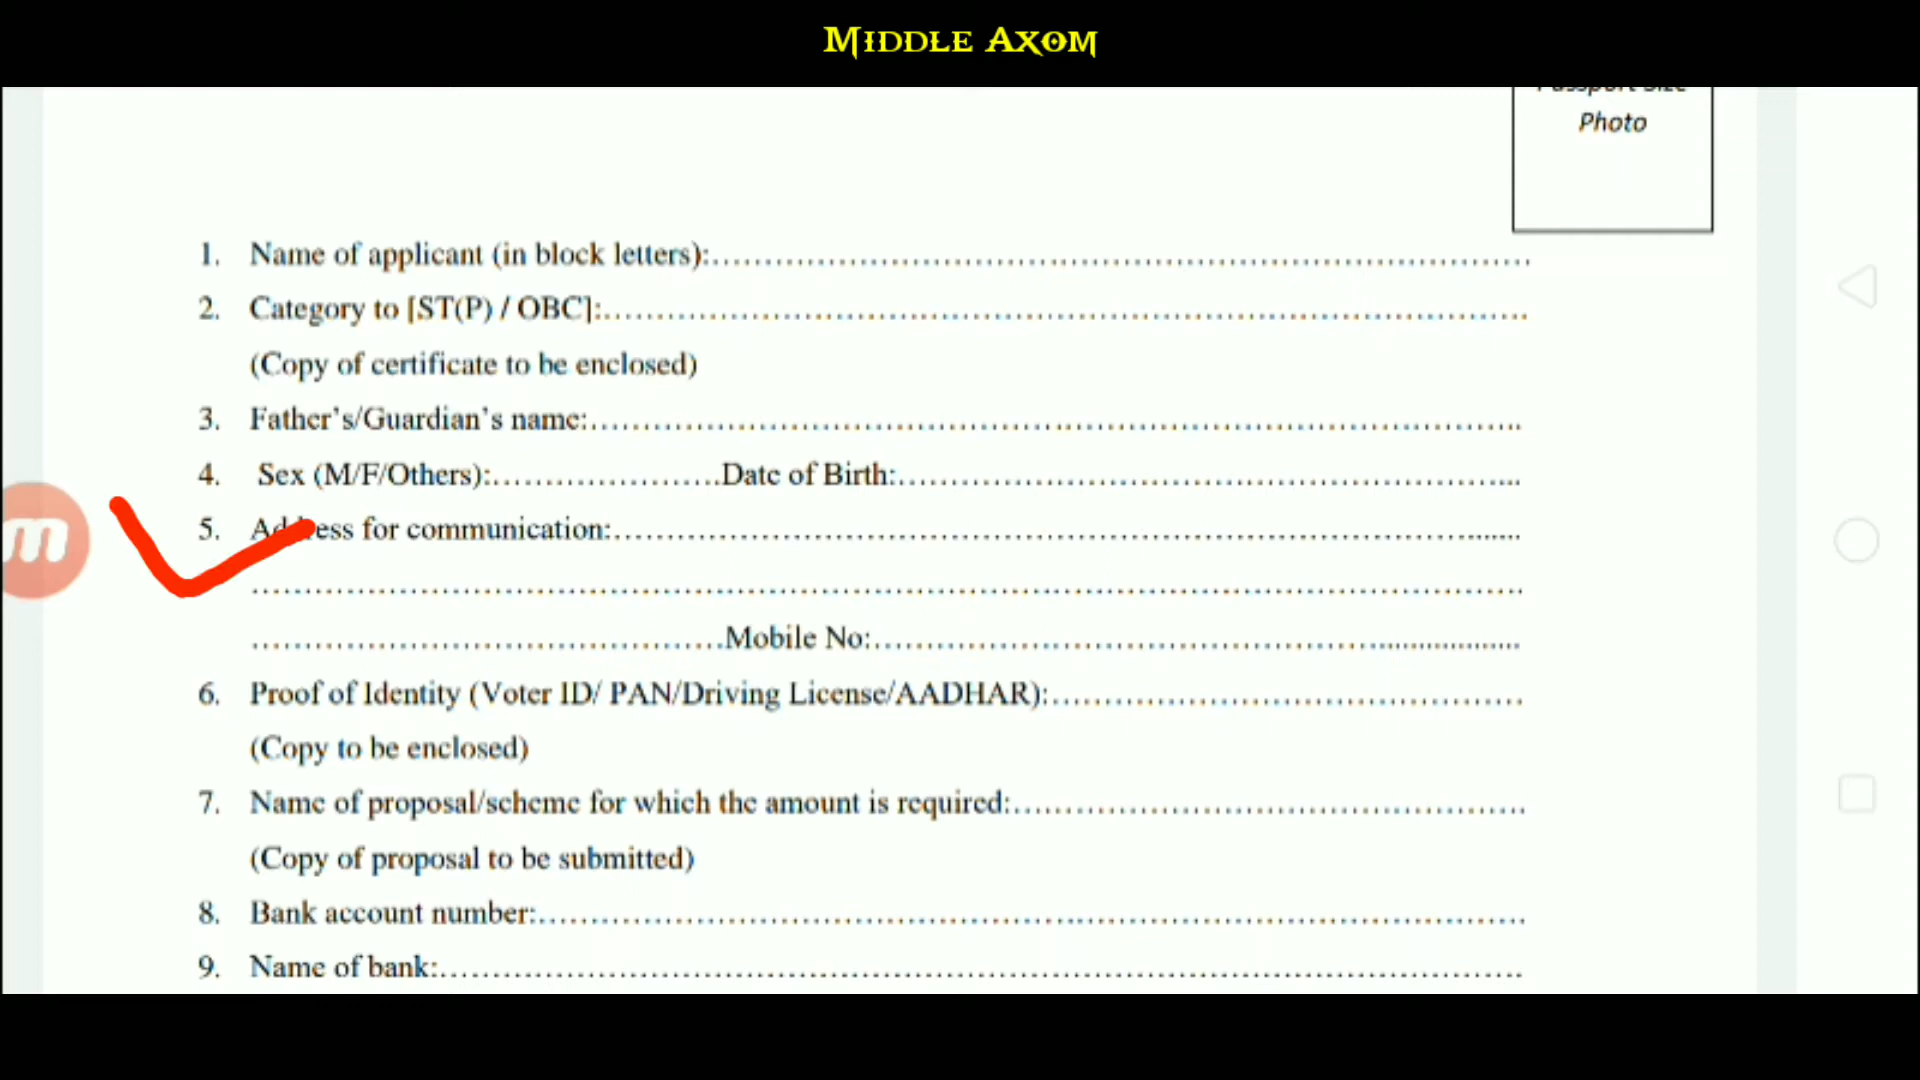 MIDDLE AXOM
Passport Size
Photo
1. Name of applicant (in block letters):................................................................................
2. Category to [ST(P) / OBC]:................................................................................
(Copy of certificate to be enclosed)
3. Father's/Guardian's name:................................................................................
4. Sex (M/F/Others):......................Date of Birth:............................................................
5. Address for communication:................................................................................
................................................................................
..............................................Mobile No:............................................................
6. Proof of Identity (Voter ID/ PAN/Driving License/AADHAR):..............................................
(Copy to be enclosed)
7. Name of proposal/scheme for which the amount is required:..................................................
(Copy of proposal to be submitted)
8. Bank account number:................................................................................
9. Name of bank:................................................................................
m